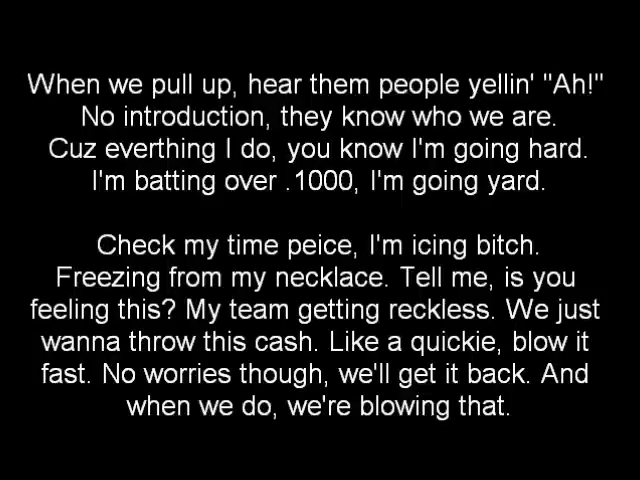 When we pull up, hear them people yellin' "Ah!"
No introduction, they know who we are.
Cuz everthing I do, you know I'm going hard.
I'm batting over .1000, I'm going yard.
Check my time peice, I'm icing bitch.
Freezing from my necklace. Tell me, is you
feeling this? My team getting reckless. We just
wanna throw this cash. Like a quickie, blow it
fast. No worries though, we'll get it back. And
when we do, we're blowing that.